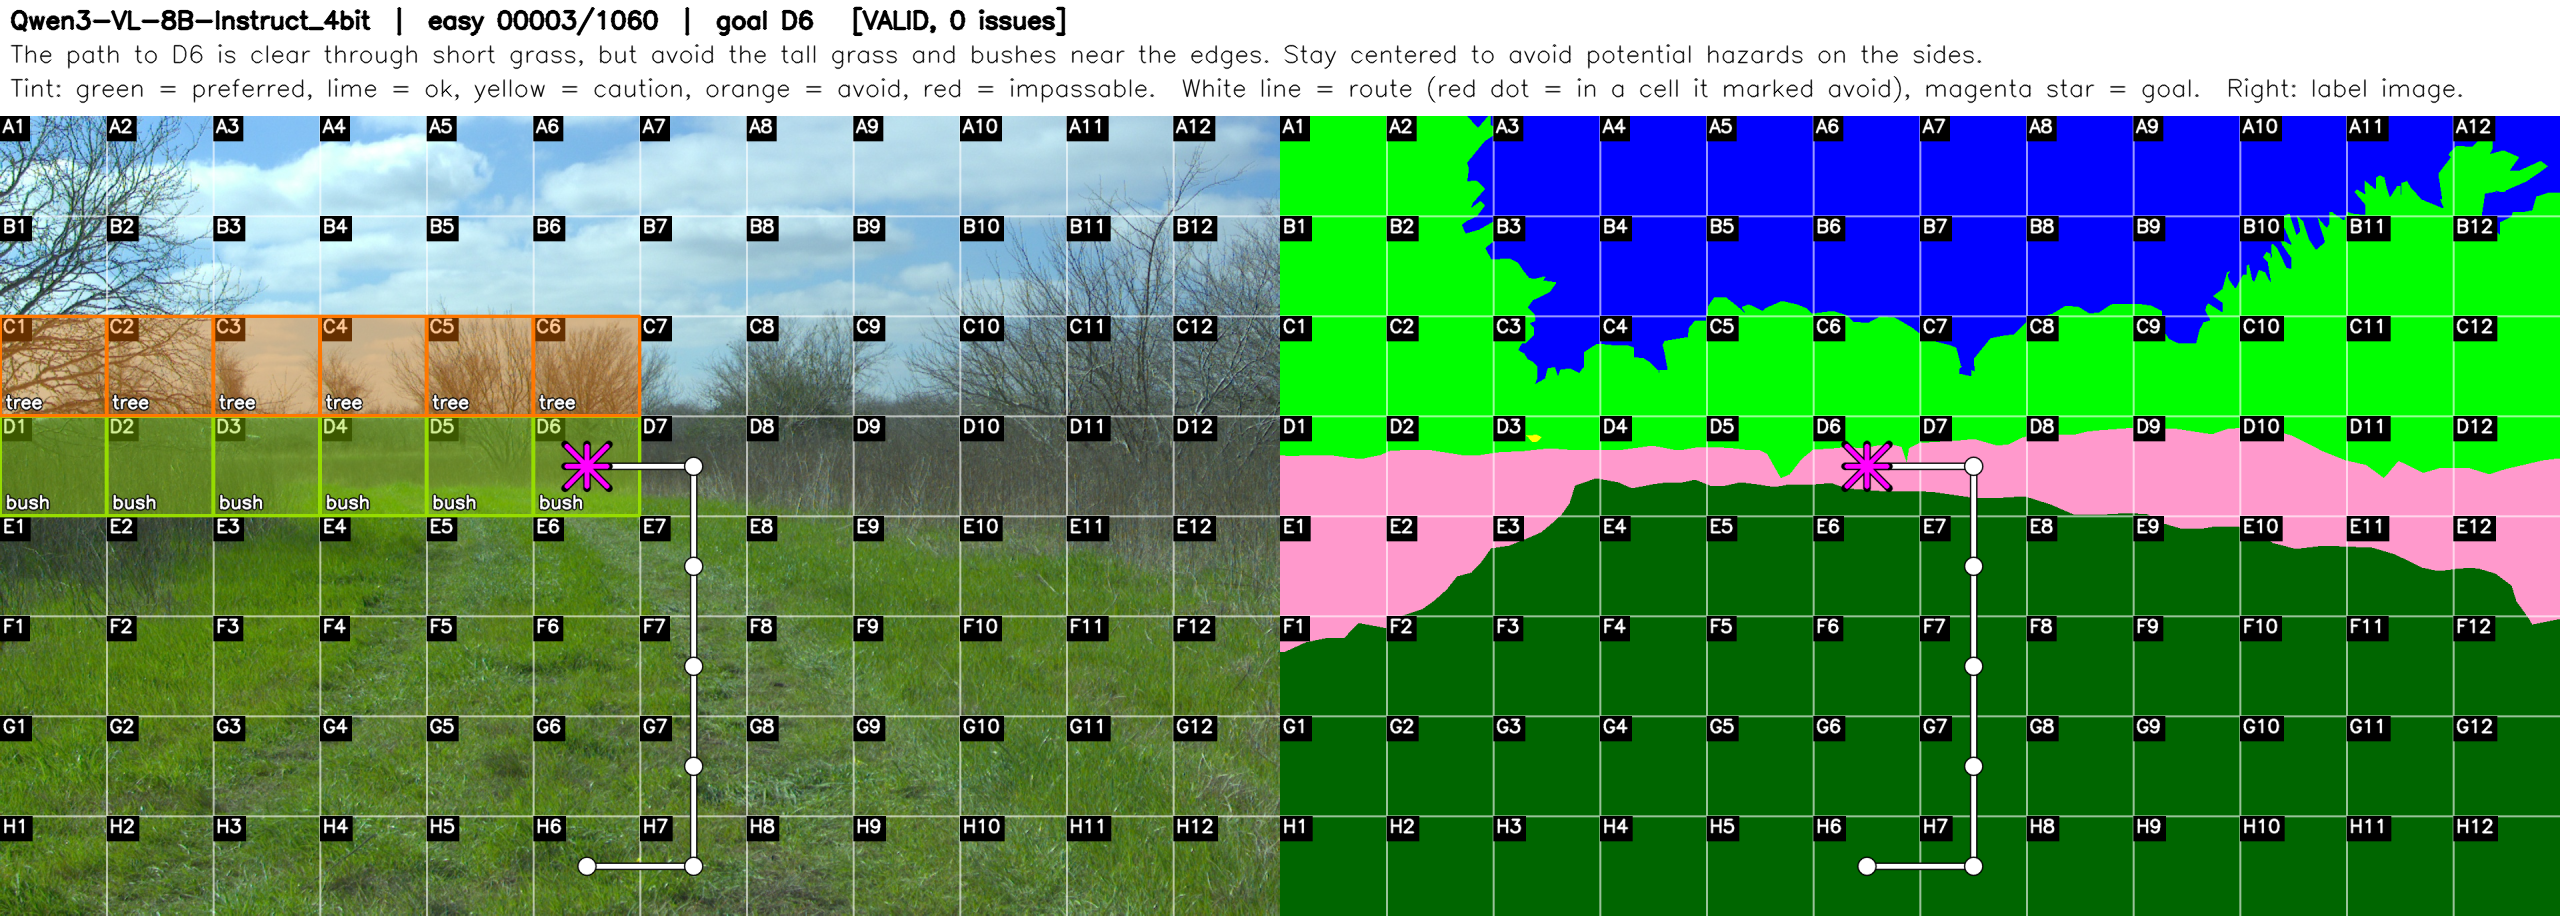 Qwen3-VL-8B-Instruct_4bit | easy 00003/1060 | goal D6 [VALID, 0 issues]
The path to D6 is clear through short grass, but avoid the tall grass and bushes near the edges. Stay centered to avoid potential hazards on the sides.
Tint: green = preferred, lime = ok, yellow = caution, orange = avoid, red = impassable. White line = route (red dot = in a cell it marked avoid), magenta star = goal. Right: label image.
A1 A2 A3 A4 A5 A6 A7 A8 A9 A10 A11 A12 A1 A2 A3 A4 A5 A6 A7 A8 A9 A10 A11 A12
B1 B2 B3 B4 B5 B6 B7 B8 B9 B10 B11 B12 B1 B2 B3 B4 B5 B6 B7 B8 B9 B10 B11 B12
C1 C2 C3 C4 C5 C6 C7 C8 C9 C10 C11 C12 C1 C2 C3 C4 C5 C6 C7 C8 C9 C10 C11 C12
tree tree tree tree tree tree
D1 D2 D3 D4 D5 D6 D7 D8 D9 D10 D11 D12 D1 D2 D3 D4 D5 D6 D7 D8 D9 D10 D11 D12
bush bush bush bush bush bush
E1 E2 E3 E4 E5 E6 E7 E8 E9 E10 E11 E12 E1 E2 E3 E4 E5 E6 E7 E8 E9 E10 E11 E12
F1 F2 F3 F4 F5 F6 F7 F8 F9 F10 F11 F12 F1 F2 F3 F4 F5 F6 F7 F8 F9 F10 F11 F12
G1 G2 G3 G4 G5 G6 G7 G8 G9 G10 G11 G12 G1 G2 G3 G4 G5 G6 G7 G8 G9 G10 G11 G12
H1 H2 H3 H4 H5 H6 H7 H8 H9 H10 H11 H12 H1 H2 H3 H4 H5 H6 H7 H8 H9 H10 H11 H12